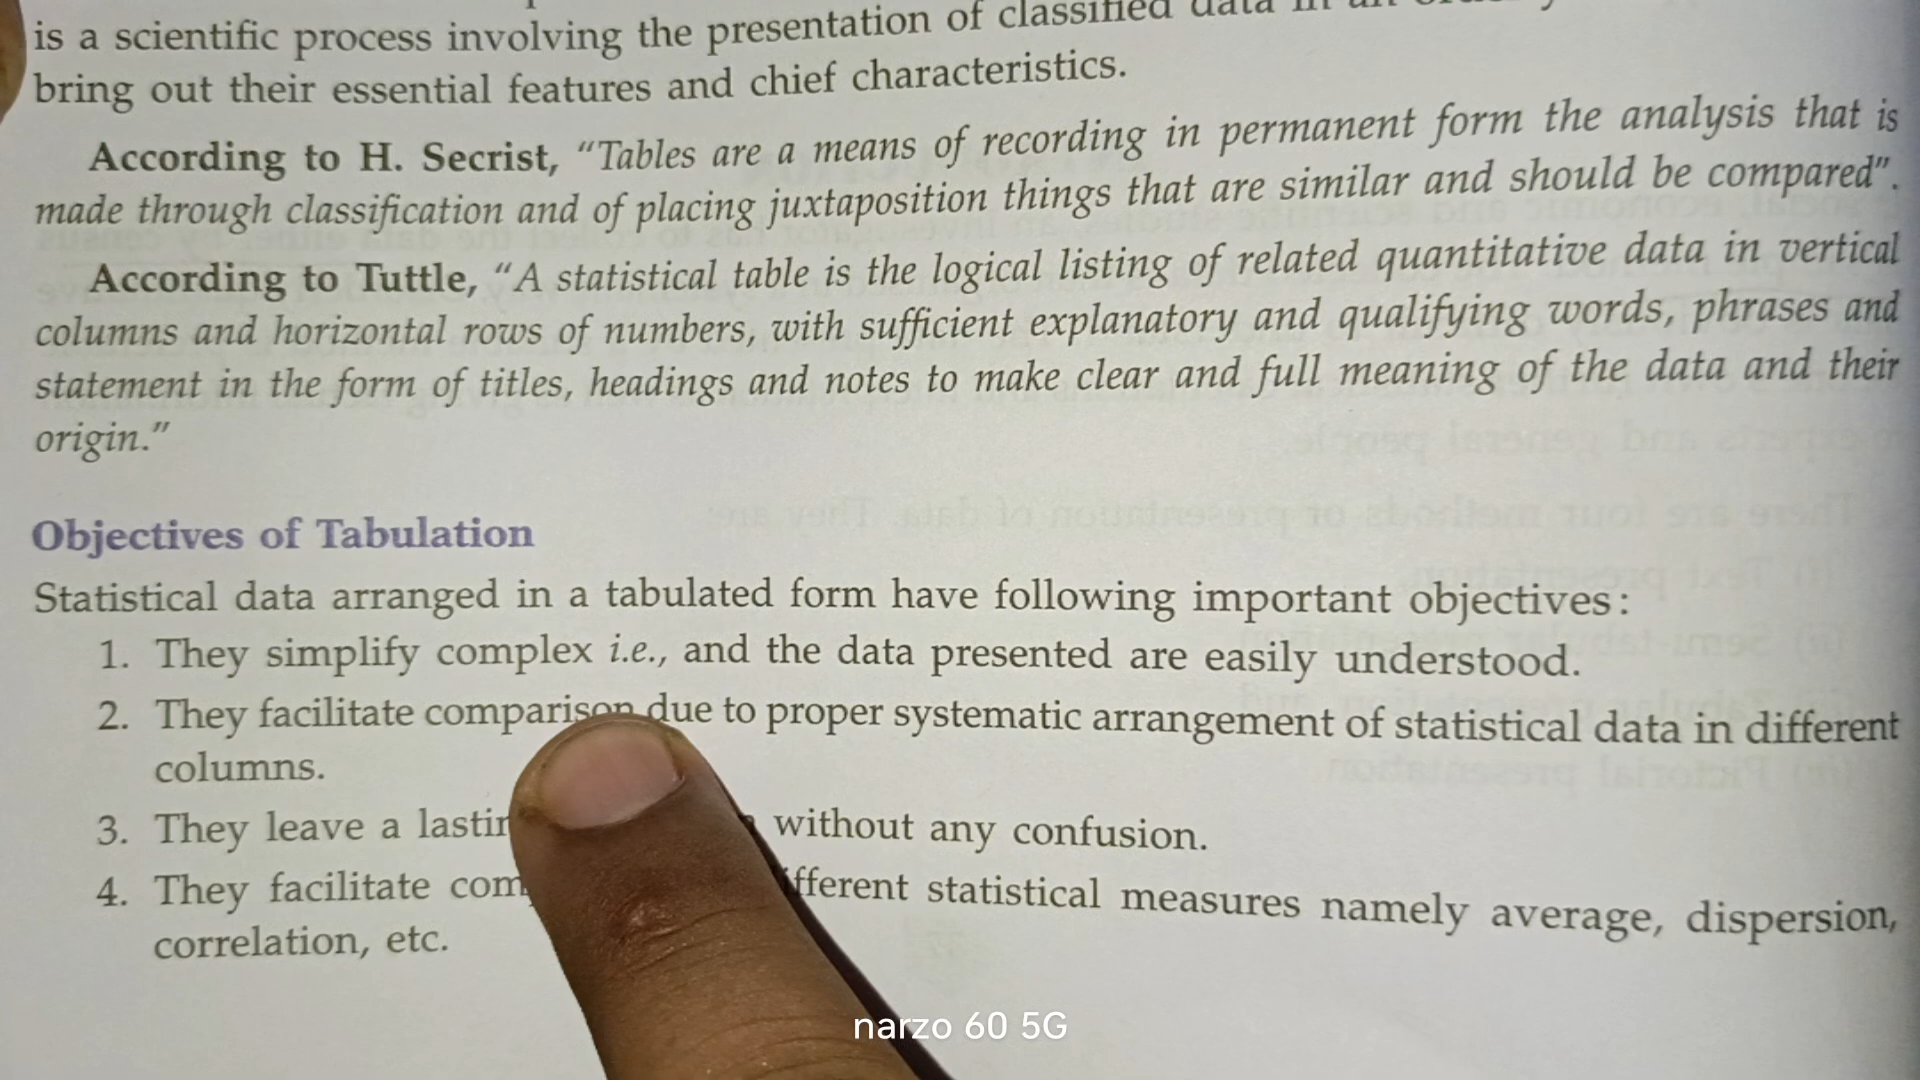 is a scientific process involving the presentation of classified data in an
bring out their essential features and chief characteristics.
According to H. Secrist, “Tables are a means of recording in permanent form the analysis that is
made through classification and of placing juxtaposition things that are similar and should be compared”.
According to Tuttle, “A statistical table is the logical listing of related quantitative data in vertical
columns and horizontal rows of numbers, with sufficient explanatory and qualifying words, phrases and
statement in the form of titles, headings and notes to make clear and full meaning of the data and their
origin.”
Objectives of Tabulation
Statistical data arranged in a tabulated form have following important objectives:
1. They simplify complex i.e., and the data presented are easily understood.
2. They facilitate comparison due to proper systematic arrangement of statistical data in different
columns.
3. They leave a without any confusion.
4. They facilitate statistical measures namely average, dispersion,
correlation, etc.
narzo 60 5G